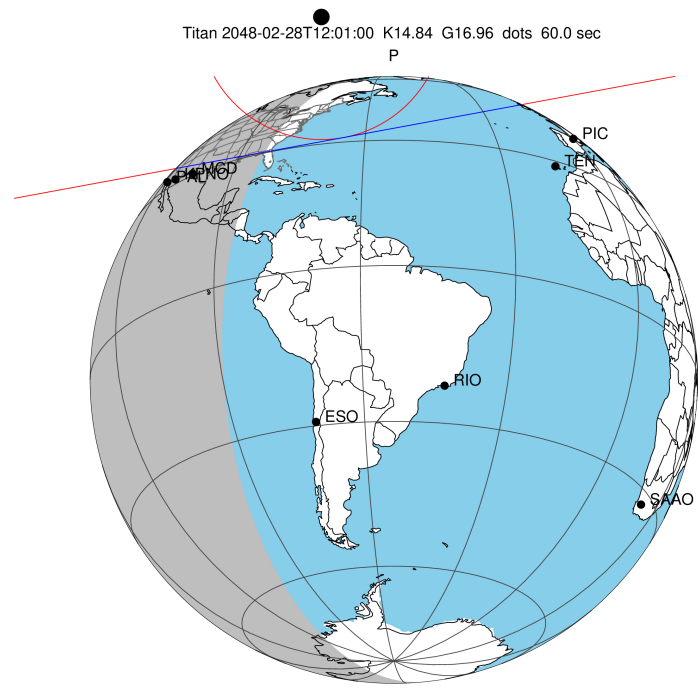 Titan 2048-02-28T12:01:00 K14.84 G16.96 dots 60.0 sec
P
PIC
TEN
MCD
PAL
RIO
ESO
SAAO